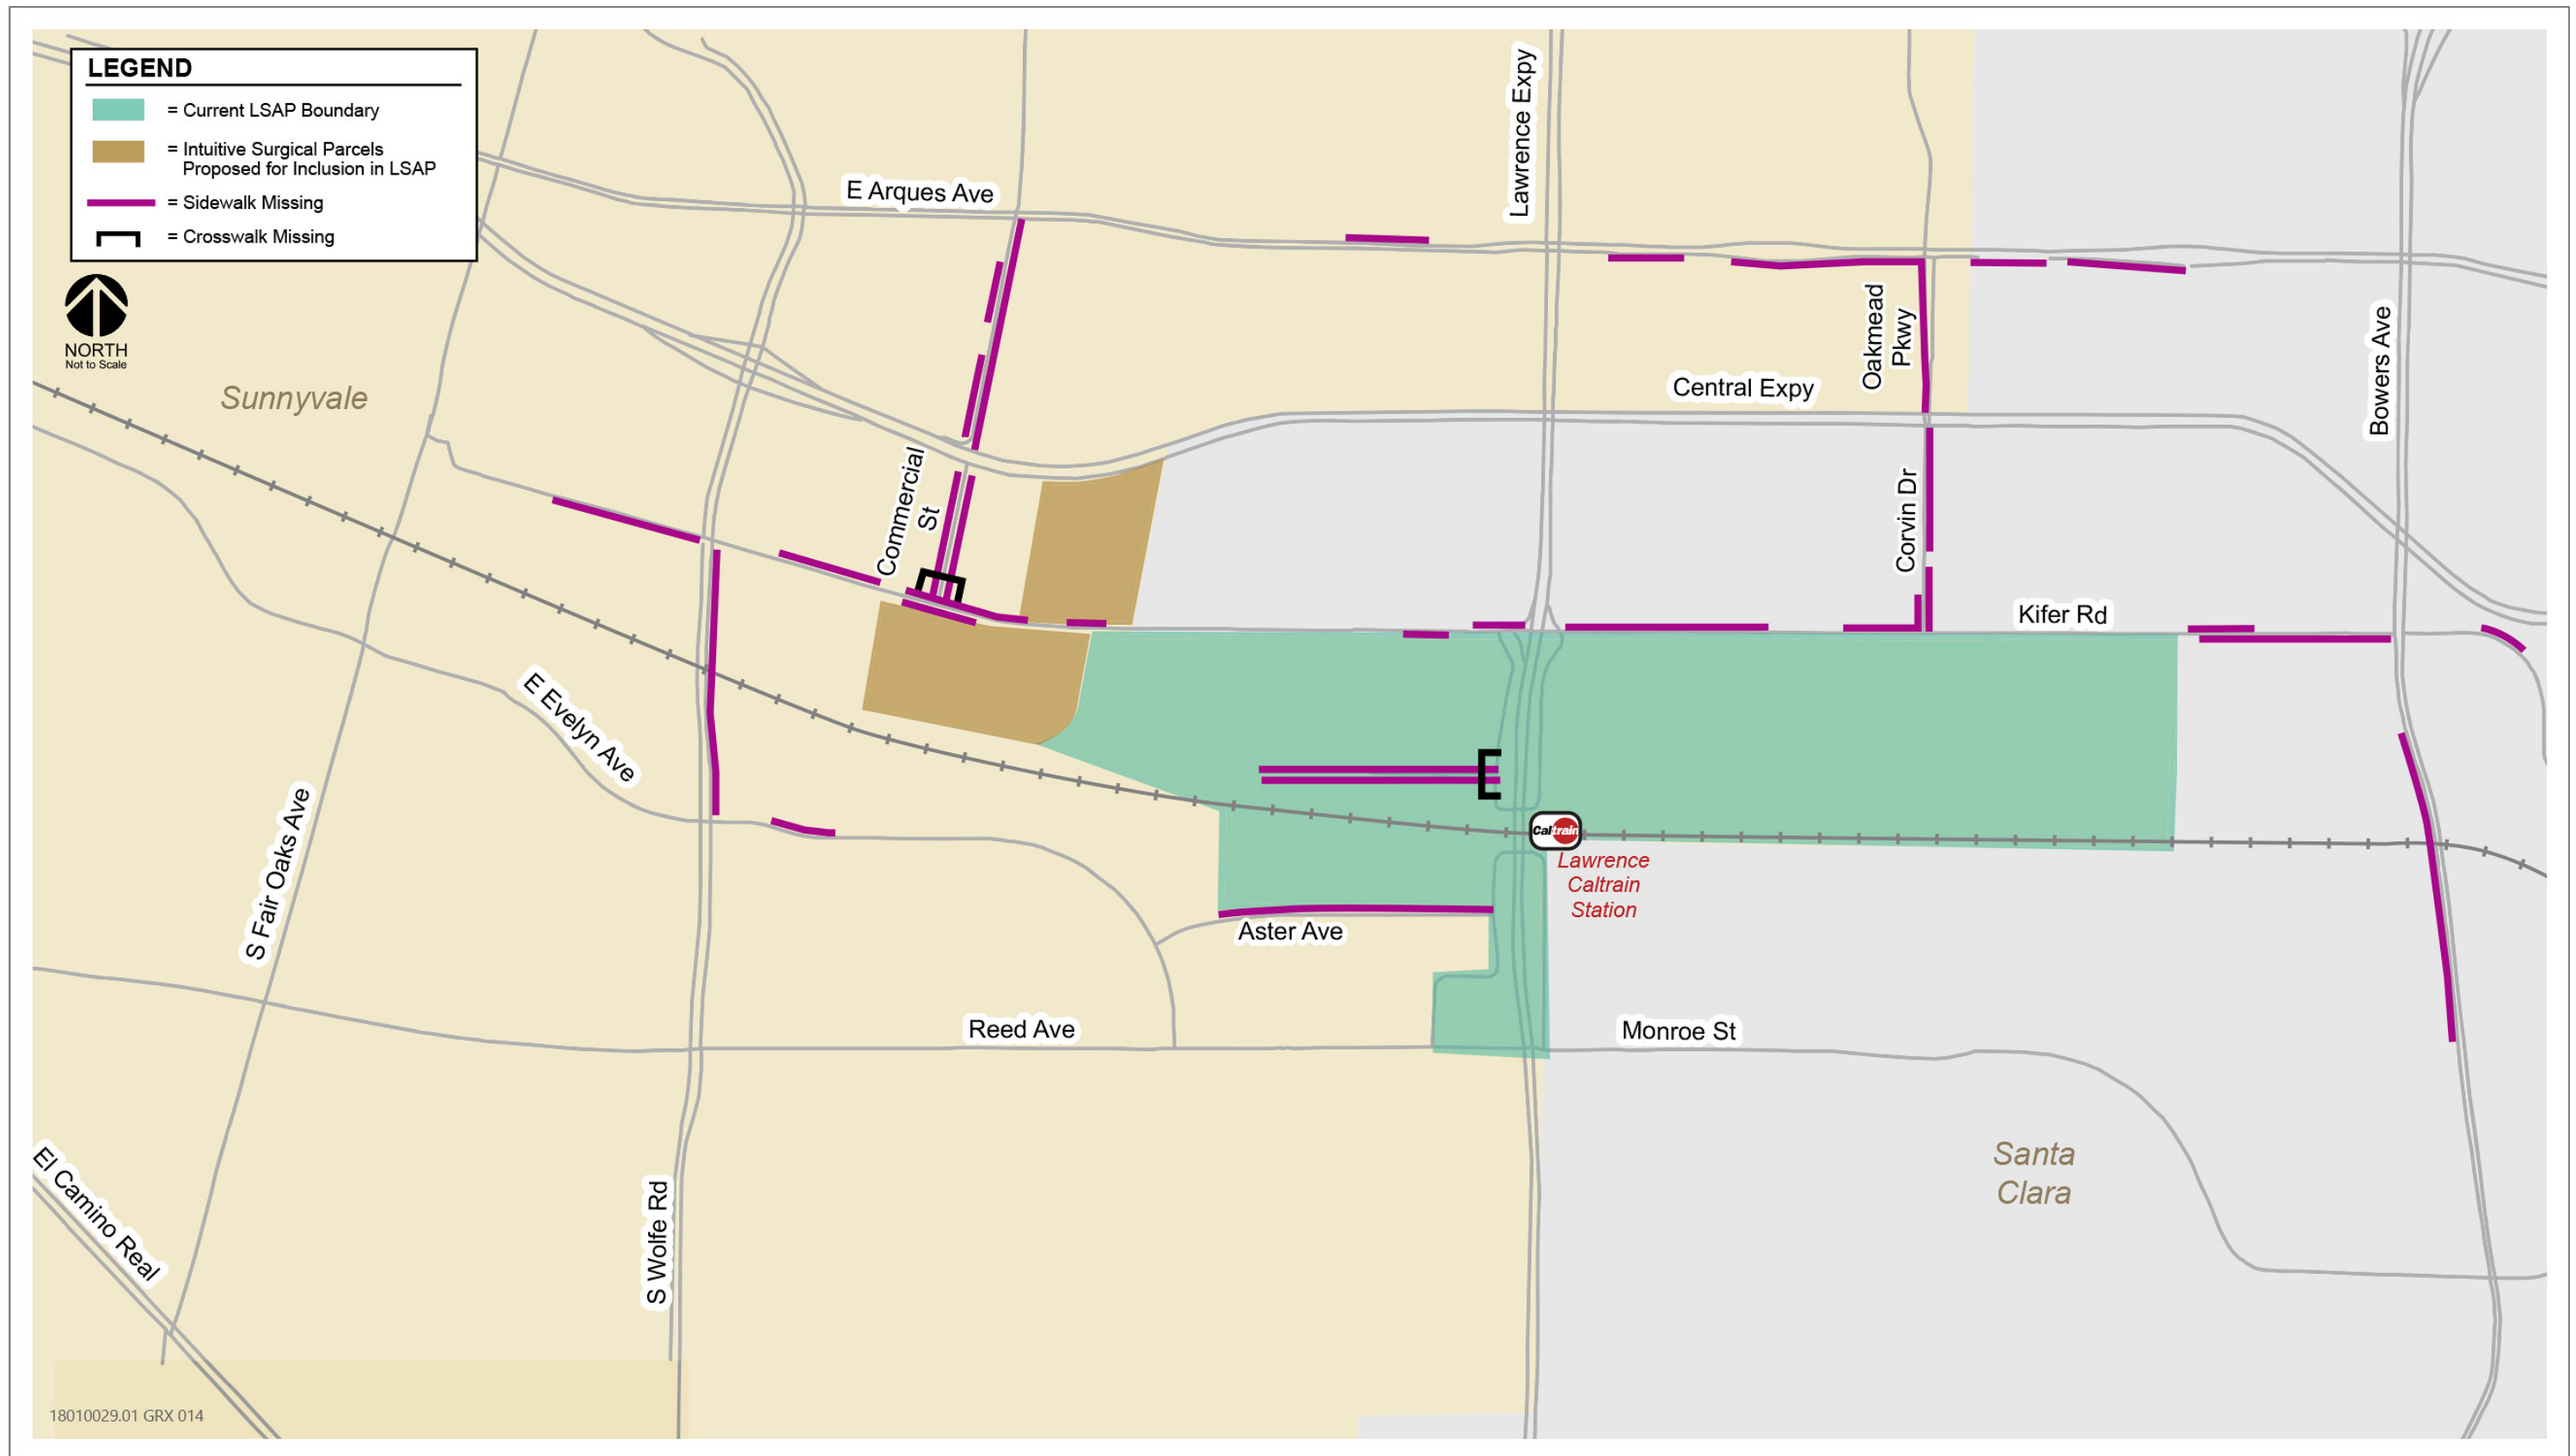 LEGEND
= Current LSAP Boundary
= Intuitive Surgical Parcels
Proposed for Inclusion in LSAP
= Sidewalk Missing
= Crosswalk Missing
NORTH
Not to Scale
Sunnyvale
E Arques Ave
Lawrence Expy
Oakmead
Pkwy
Central Expy
Bowers Ave
Commercial
St
Corvin Dr
Kifer Rd
E Evelyn Ave
S Fair Oaks Ave
Caltrain
Lawrence
Caltrain
Station
Aster Ave
Reed Ave
Monroe St
Santa
Clara
El Camino Real
S Wolfe Rd
18010029.01 GRX 014